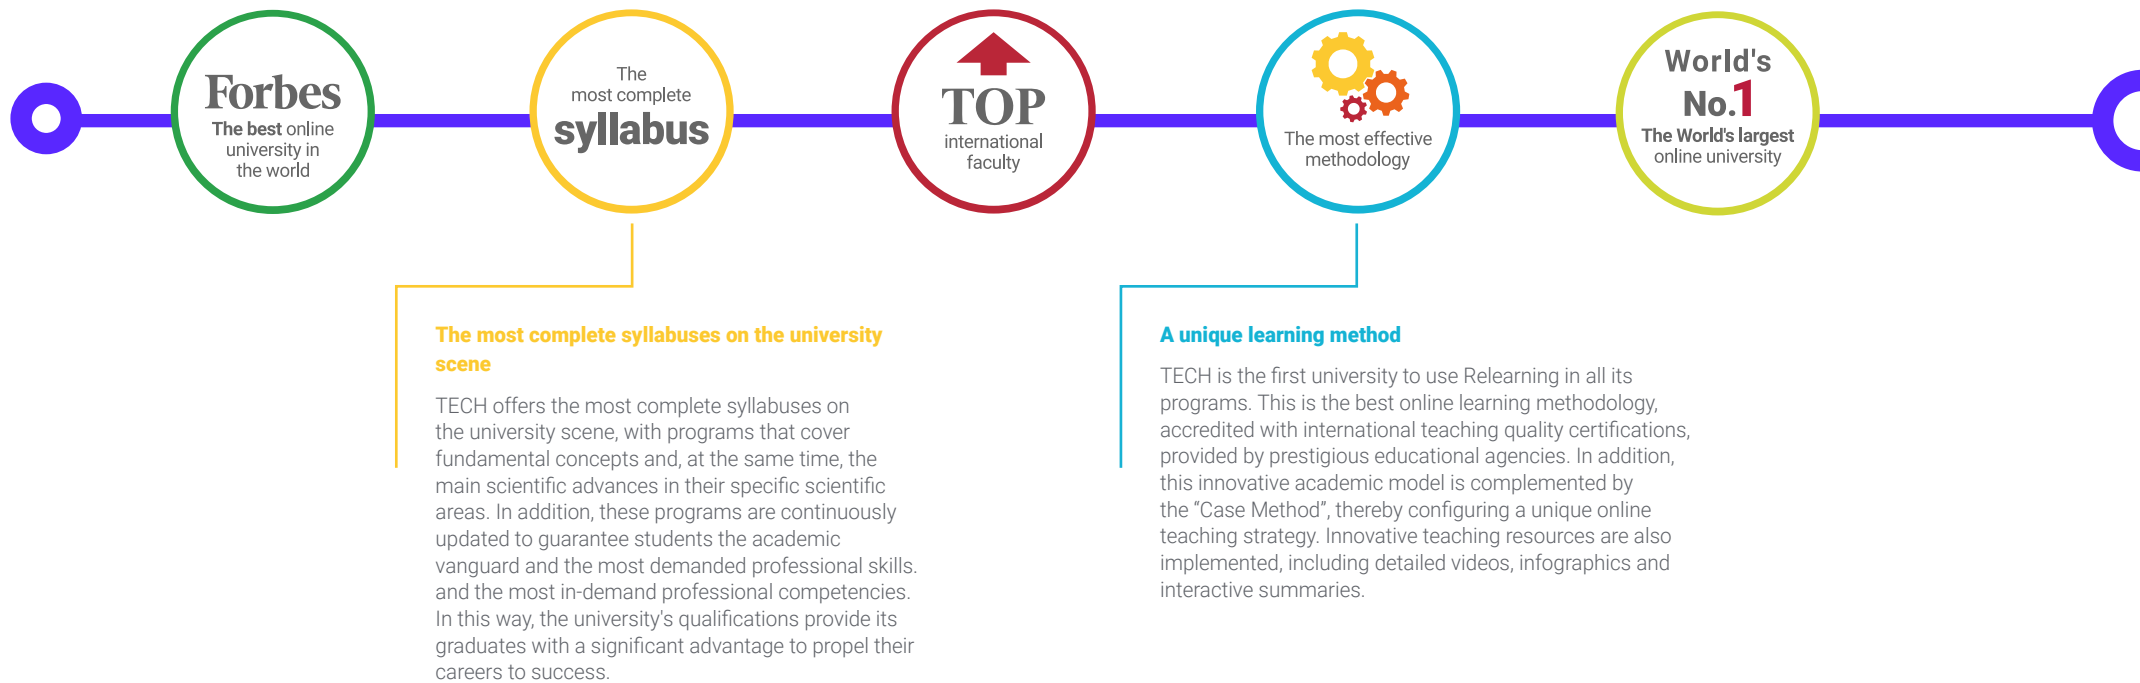 Forbes
The best online
university in
the world
The
most complete
syllabus
TOP
international
faculty
The most effective
methodology
World's
No.1
The World's largest
online university
The most complete syllabuses on the university
scene
TECH offers the most complete syllabuses on
the university scene, with programs that cover
fundamental concepts and, at the same time, the
main scientific advances in their specific scientific
areas. In addition, these programs are continuously
updated to guarantee students the academic
vanguard and the most demanded professional skills.
and the most in-demand professional competencies.
In this way, the university's qualifications provide its
graduates with a significant advantage to propel their
careers to success.
A unique learning method
TECH is the first university to use Relearning in all its
programs. This is the best online learning methodology,
accredited with international teaching quality certifications,
provided by prestigious educational agencies. In addition,
this innovative academic model is complemented by
the “Case Method”, thereby configuring a unique online
teaching strategy. Innovative teaching resources are also
implemented, including detailed videos, infographics and
interactive summaries.